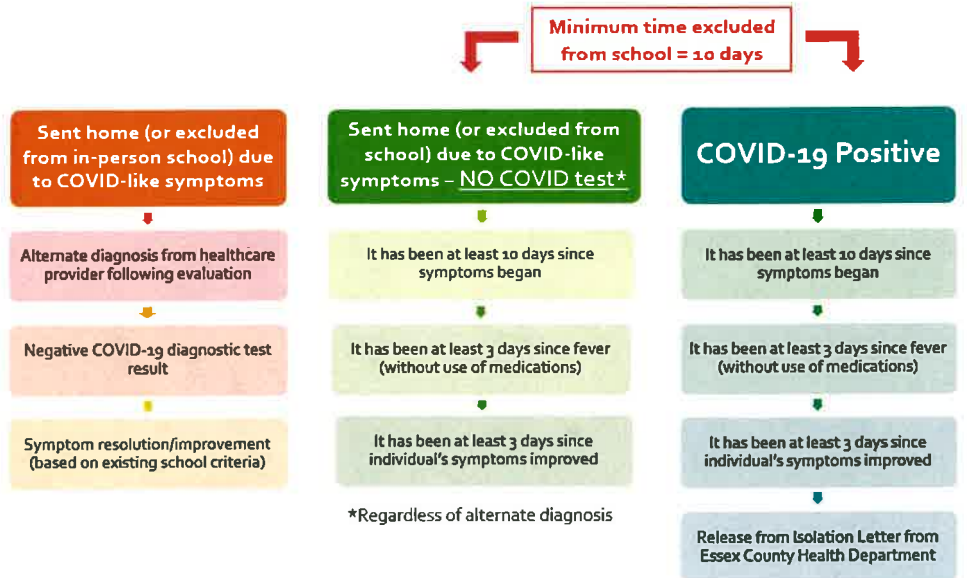 Minimum time excluded
from school = 10 days
Sent home (or excluded
from in-person school) due
to COVID-like symptoms
Alternate diagnosis from healthcare
provider following evaluation
Negative COVID-19 diagnostic test
result
Symptom resolution/improvement
(based on existing school criteria)
Sent home (or excluded from
school) due to COVID-like
symptoms – NO COVID test*
It has been at least 10 days since
symptoms began
It has been at least 3 days since fever
(without use of medications)
It has been at least 3 days since
individual's symptoms improved
*Regardless of alternate diagnosis
COVID-19 Positive
It has been at least 10 days since
symptoms began
It has been at least 3 days since fever
(without use of medications)
It has been at least 3 days since
individual's symptoms improved
Release from Isolation Letter from
Essex County Health Department